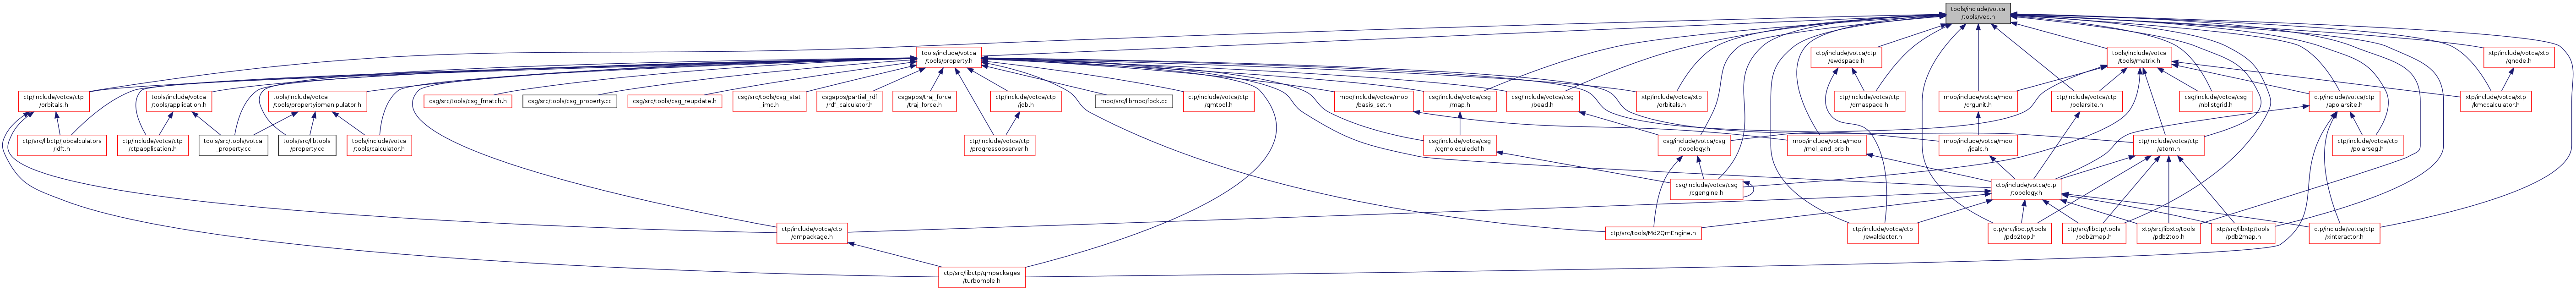 tools/include/votca
/tools/vec.h
tools/include/votca
/tools/property.h
ctp/include/votca/ctp
/ewdspace.h
tools/include/votca
/tools/matrix.h
xtp/include/votca/xtp
/gnode.h
ctp/include/votca/ctp
/orbitals.h
tools/include/votca
/tools/application.h
tools/include/votca
/tools/propertyiomanipulator.h
csg/src/tools/csg_fmatch.h
csg/src/tools/csg_property.cc
csg/src/tools/csg_reupdate.h
csg/src/tools/csg_stat
_imc.h
csgapps/partial_rdf
/rdf_calculator.h
csgapps/traj_force
/traj_force.h
ctp/include/votca/ctp
/job.h
moo/src/libmoo/fock.cc
ctp/include/votca/ctp
/qmtool.h
moo/include/votca/moo
/basis_set.h
csg/include/votca/csg
/map.h
csg/include/votca/csg
/bead.h
xtp/include/votca/xtp
/orbitals.h
ctp/include/votca/ctp
/dmaspace.h
moo/include/votca/moo
/crgunit.h
ctp/include/votca/ctp
/polarsite.h
csg/include/votca/csg
/nblistgrid.h
ctp/include/votca/ctp
/apolarsite.h
xtp/include/votca/xtp
/kmccalculator.h
ctp/src/libctp/jobcalculators
/idft.h
ctp/include/votca/ctp
/ctpapplication.h
tools/src/tools/votca
_property.cc
tools/src/libtools
/property.cc
tools/include/votca
/tools/calculator.h
ctp/include/votca/ctp
/progressobserver.h
csg/include/votca/csg
/cgmoleculedef.h
csg/include/votca/csg
/topology.h
moo/include/votca/moo
/mol_and_orb.h
moo/include/votca/moo
/jcalc.h
ctp/include/votca/ctp
/atom.h
ctp/include/votca/ctp
/polarseg.h
csg/include/votca/csg
/cgengine.h
ctp/include/votca/ctp
/topology.h
ctp/include/votca/ctp
/qmpackage.h
ctp/src/tools/Md2QmEngine.h
ctp/include/votca/ctp
/ewaldactor.h
ctp/src/libctp/tools
/pdb2top.h
ctp/src/libctp/tools
/pdb2map.h
xtp/src/libxtp/tools
/pdb2top.h
xtp/src/libxtp/tools
/pdb2map.h
ctp/include/votca/ctp
/xinteractor.h
ctp/src/libctp/qmpackages
/turbomole.h